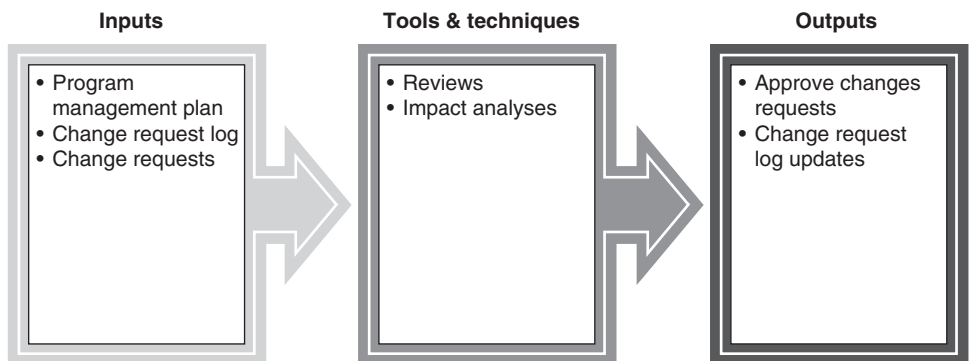 Inputs
• Program
management plan
• Change request log
• Change requests
Tools & techniques
• Reviews
• Impact analyses
Outputs
• Approve changes
requests
• Change request
log updates